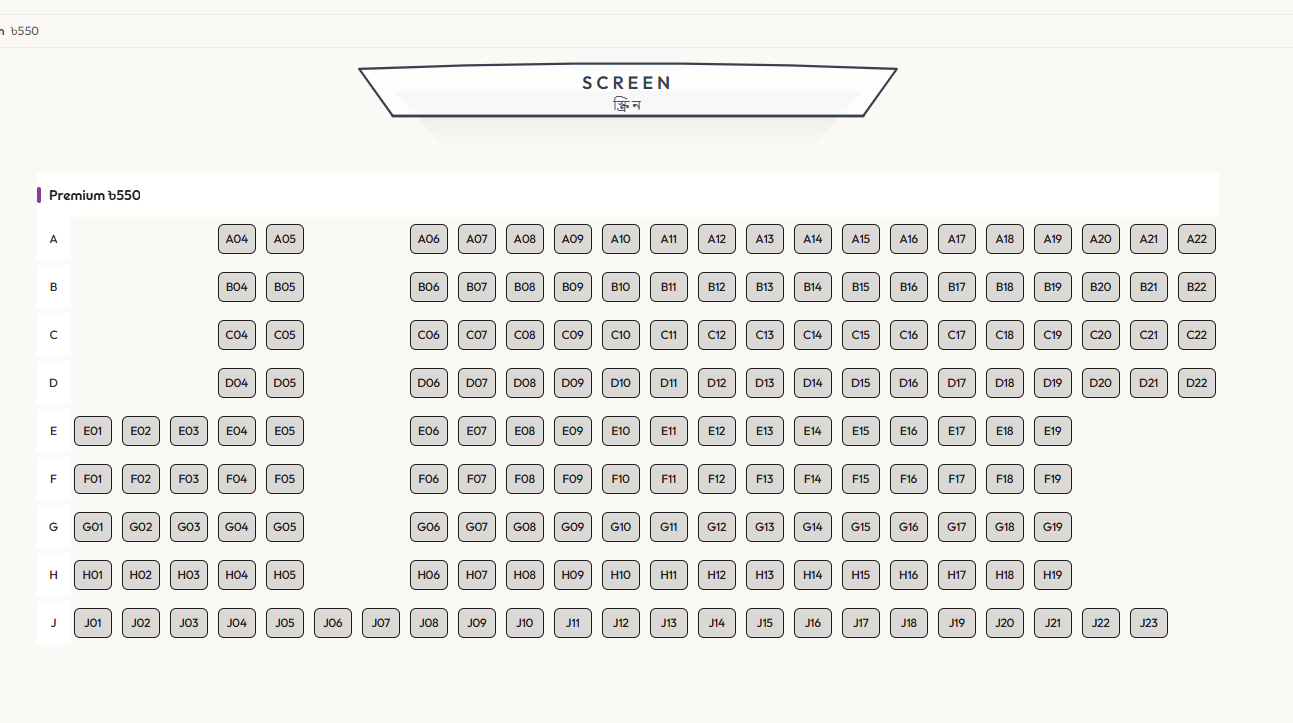 ৳550
SCREEN
স্ক্রিন
Premium ৳550
A A04 A05 A06 A07 A08 A09 A10 A11 A12 A13 A14 A15 A16 A17 A18 A19 A20 A21 A22
B B04 B05 B06 B07 B08 B09 B10 B11 B12 B13 B14 B15 B16 B17 B18 B19 B20 B21 B22
C C04 C05 C06 C07 C08 C09 C10 C11 C12 C13 C14 C15 C16 C17 C18 C19 C20 C21 C22
D D04 D05 D06 D07 D08 D09 D10 D11 D12 D13 D14 D15 D16 D17 D18 D19 D20 D21 D22
E E01 E02 E03 E04 E05 E06 E07 E08 E09 E10 E11 E12 E13 E14 E15 E16 E17 E18 E19
F F01 F02 F03 F04 F05 F06 F07 F08 F09 F10 F11 F12 F13 F14 F15 F16 F17 F18 F19
G G01 G02 G03 G04 G05 G06 G07 G08 G09 G10 G11 G12 G13 G14 G15 G16 G17 G18 G19
H H01 H02 H03 H04 H05 H06 H07 H08 H09 H10 H11 H12 H13 H14 H15 H16 H17 H18 H19
J J01 J02 J03 J04 J05 J06 J07 J08 J09 J10 J11 J12 J13 J14 J15 J16 J17 J18 J19 J20 J21 J22 J23